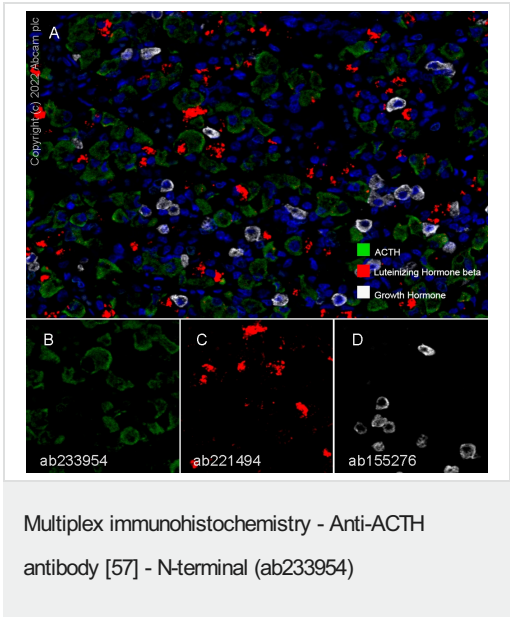 A
Copyright (c) 2022 Abcam plc
ACTH
Luteinizing Hormone beta
Growth Hormone
B
C
D
ab233954
ab221494
ab155276
Multiplex immunohistochemistry - Anti-ACTH
antibody [57] - N-terminal (ab233954)